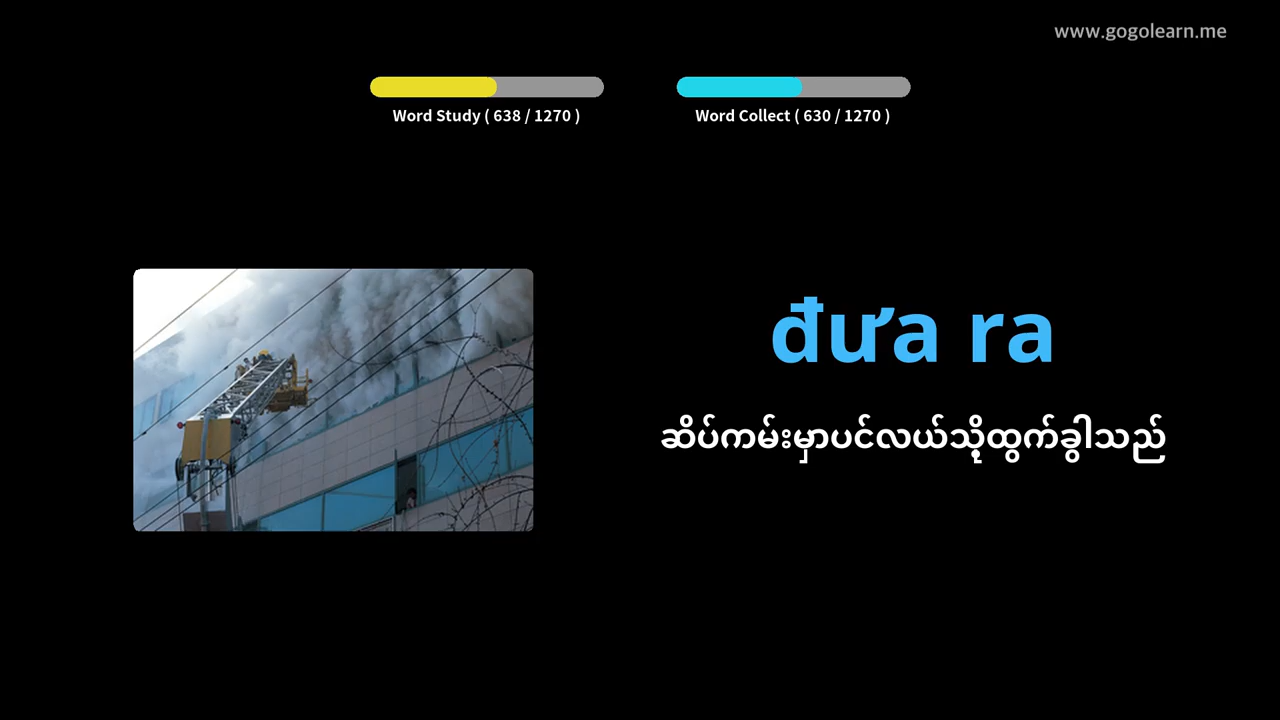 www.gogolearn.me
Word Study ( 638 / 1270 )
Word Collect ( 630 / 1270 )
đưa ra
ဆိပ်ကမ်းမှာပင်လယ်သို့ထွက်ခွါသည်